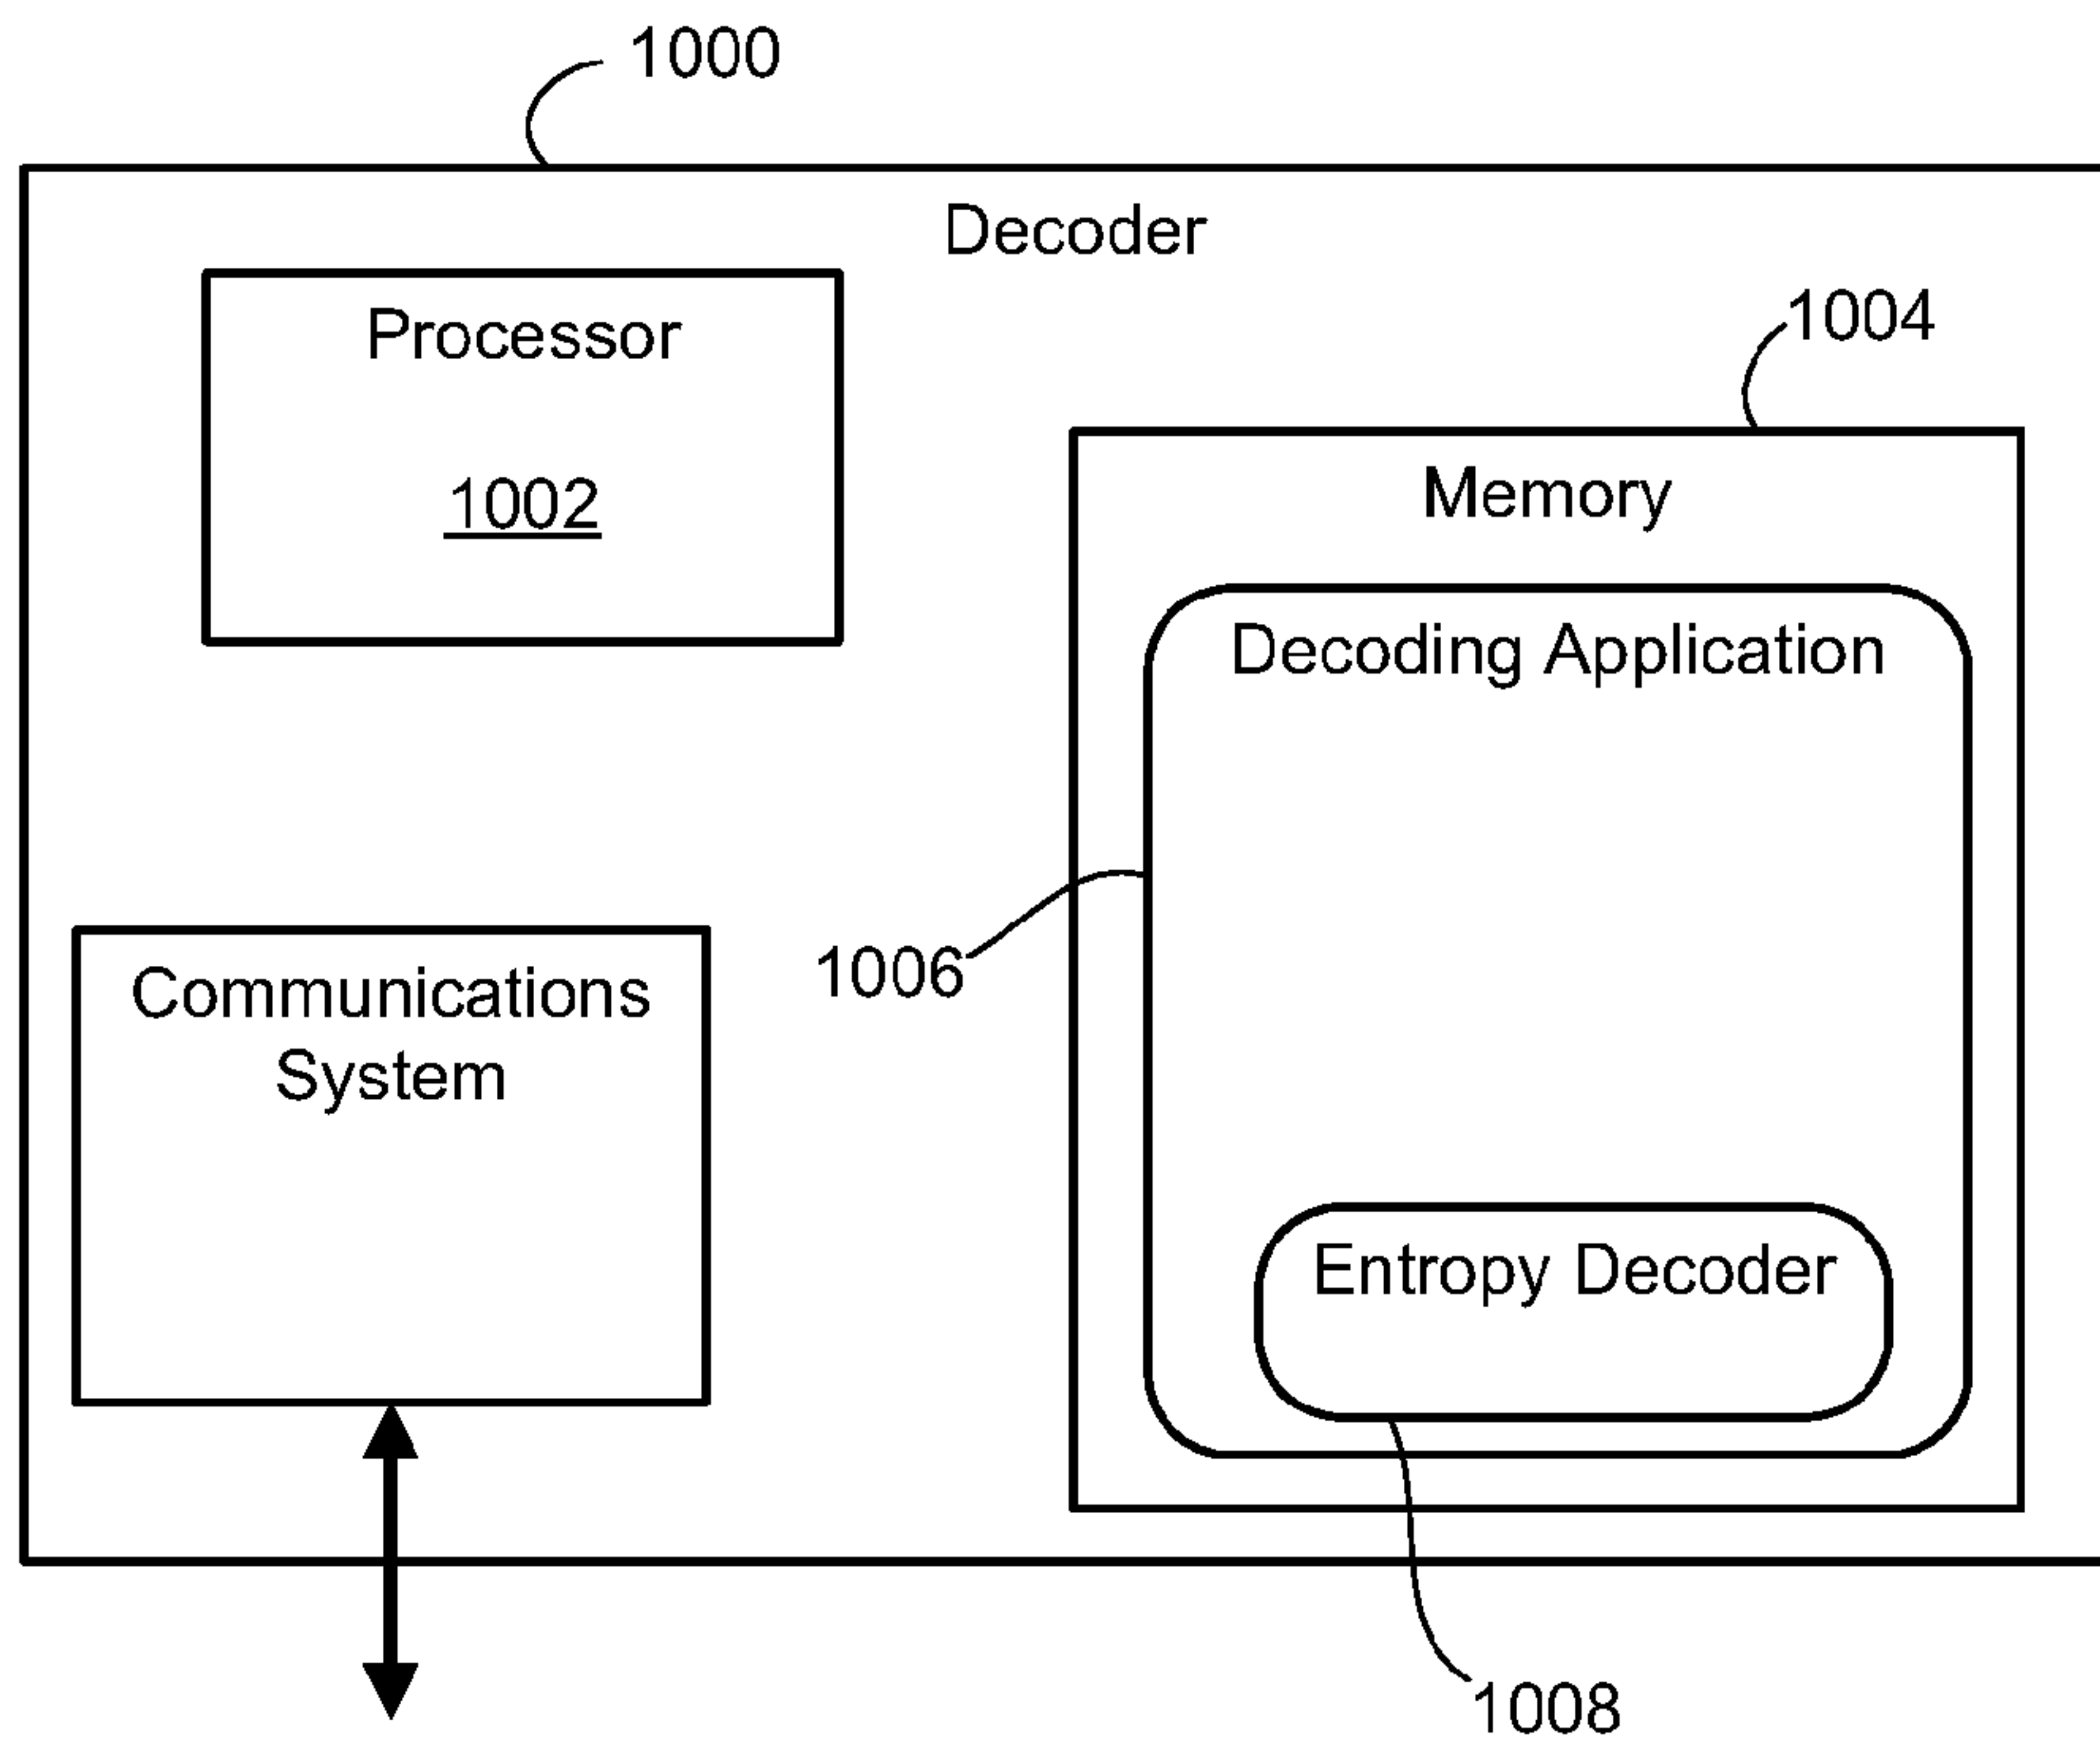 1000
Decoder
Processor
1002
1004
Memory
Decoding Application
1006
Communications
System
Entropy Decoder
1008